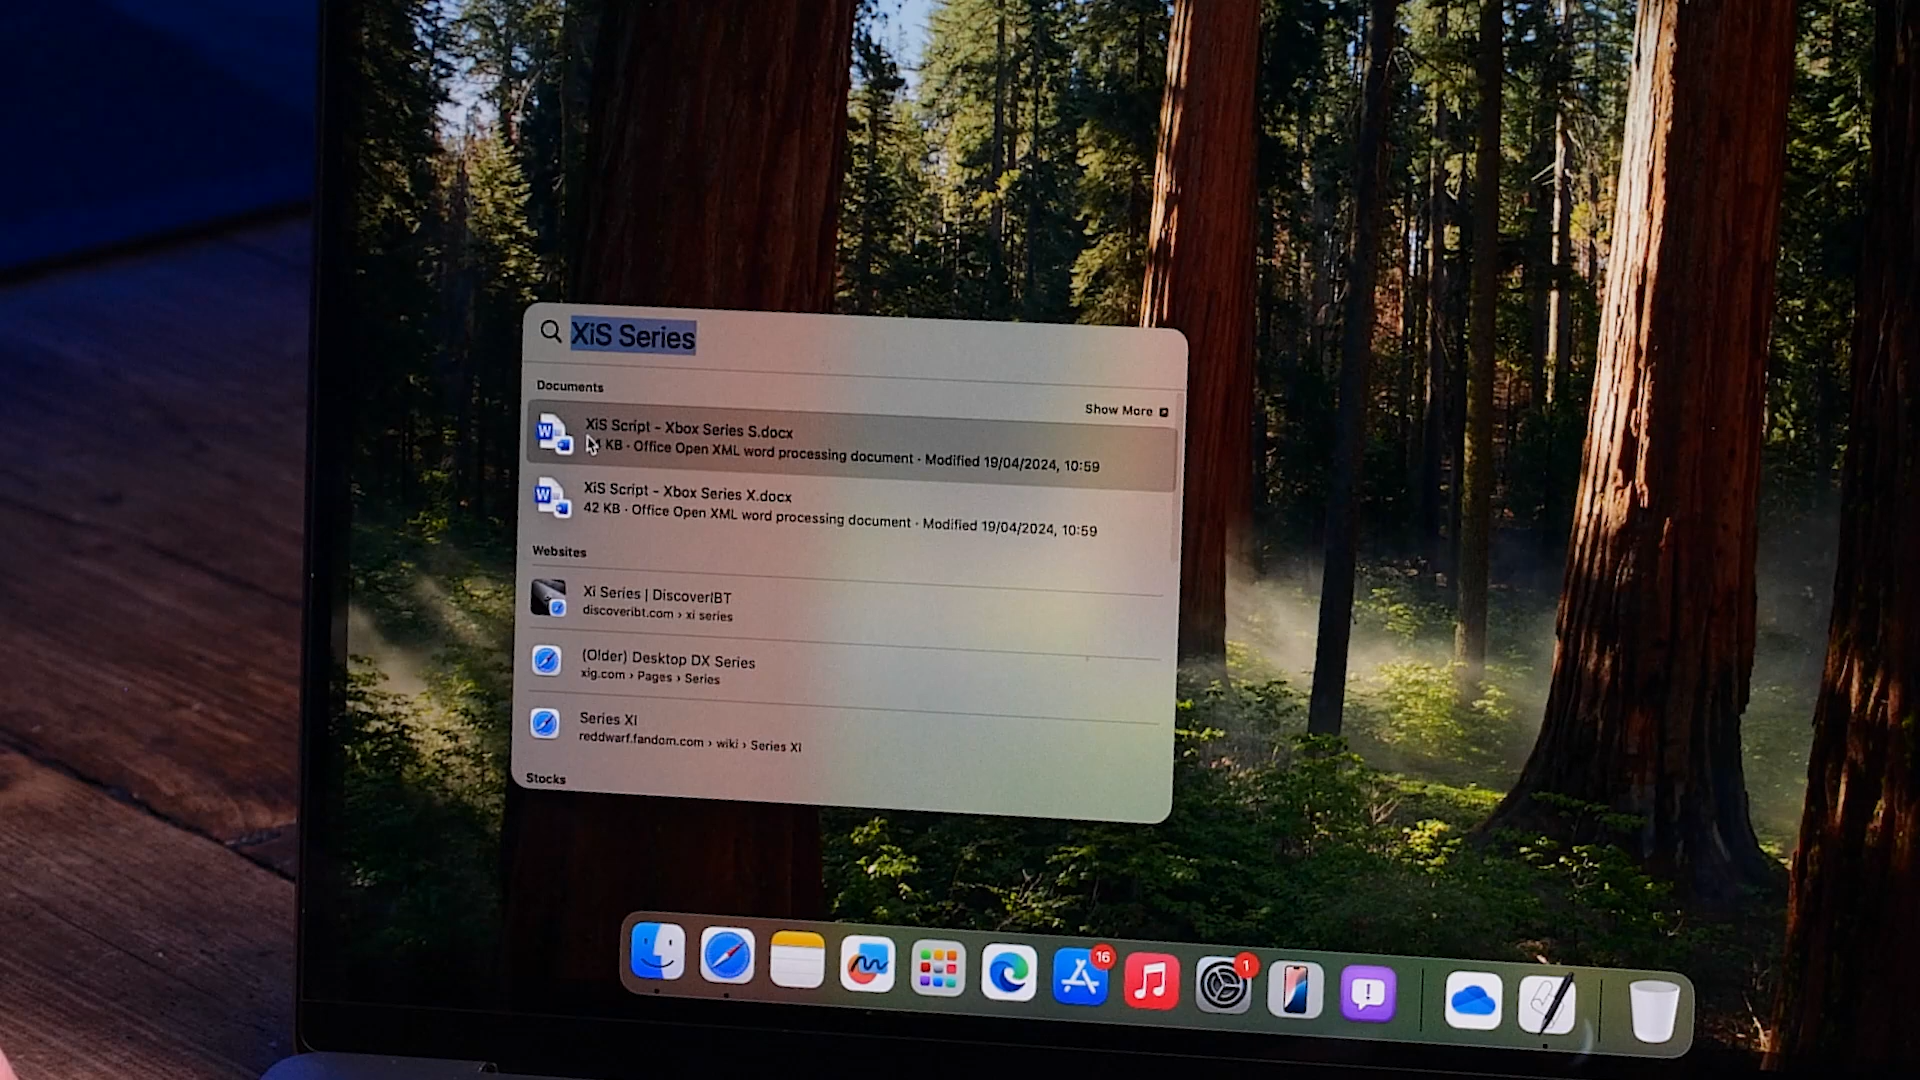 XiS Series
Documents
Show More
XiS Script - Xbox Series S.docx
KB · Office Open XML word processing document · Modified 19/04/2024, 10:59
XiS Script - Xbox Series X.docx
42 KB · Office Open XML word processing document · Modified 19/04/2024, 10:59
Websites
Xi Series | DiscoverIBT
discoveribt.com › xi series
(Older) Desktop DX Series
xig.com › Pages › Series
Series XI
reddwarf.fandom.com › wiki › Series XI
Stocks
16
1